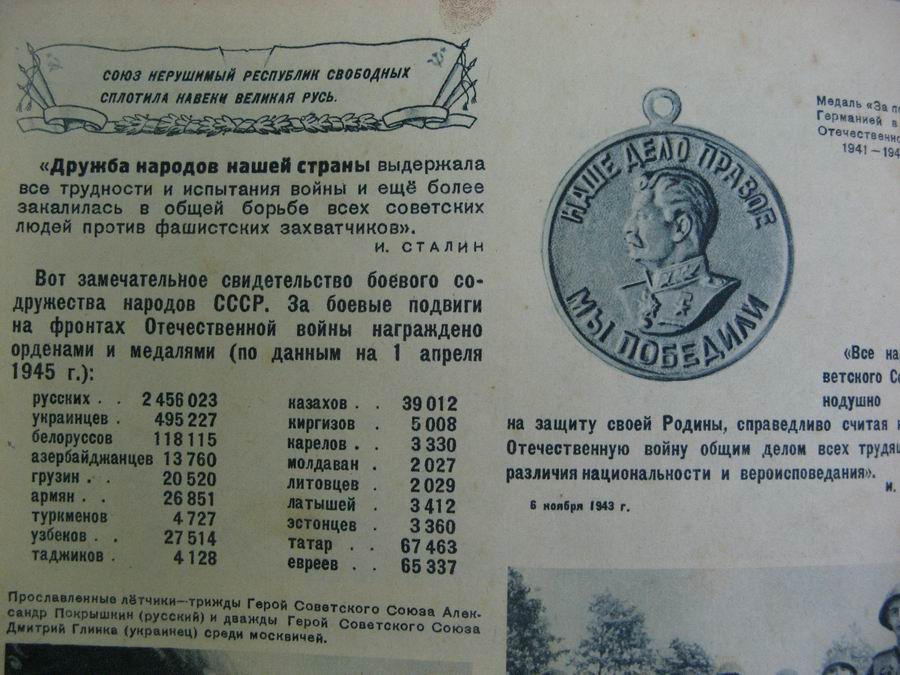 СОЮЗ НЕРУШИМЫЙ РЕСПУБЛИК СВОБОДНЫХ
СПЛОТИЛА НАВЕКИ ВЕЛИКАЯ РУСЬ.
«Дружба народов нашей страны выдержала
все трудности и испытания войны и ещё более
закалилась в общей борьбе всех советских
людей против фашистских захватчиков».
И. СТАЛИН
Вот замечательное свидетельство боевого со-
дружества народов СССР. За боевые подвиги
на фронтах Отечественной войны награждено
орденами и медалями (по данным на 1 апреля
1945 г.):
русских . . 2 456 023
украинцев . 495 227
белоруссов 118 115
азербайджанцев 13 760
грузин . . 20 520
армян . . 26 851
туркменов 4 727
узбеков . . 27 514
таджиков . 4 128
казахов . . 39 012
киргизов . 5 008
карелов . . 3 330
молдаван . 2 027
литовцев . 2 029
латышей . 3 412
эстонцев . 3 360
татар . . 67 463
евреев . . 65 337
Прославленные лётчики—трижды Герой Советского Союза Алек-
сандр Покрышкин (русский) и дважды Герой Советского Союза
Дмитрий Глинка (украинец) среди москвичей.
Медаль «За
Германией в
1941—194
НАШЕ ДЕЛО ПРАВОЕ
МЫ ПОБЕДИЛИ
«Все
на защиту своей Родины, справедливо считая
Отечественную войну общим делом всех
различия национальности и вероисповедания».
И.
6 ноября 1943 г.